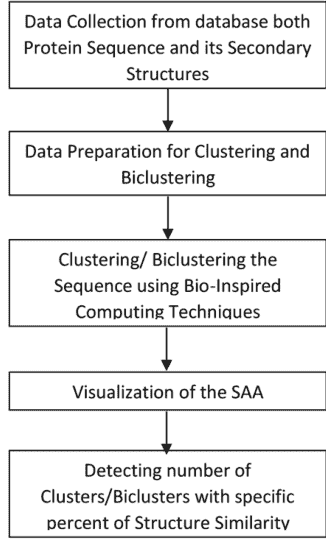 Data Collection from database both
Protein Sequence and its Secondary
Structures
Data Preparation for Clustering and
Biclustering
Clustering/ Biclustering the
Sequence using Bio-Inspired
Computing Techniques
Visualization of the SAA
Detecting number of
Clusters/Biclusters with specific
percent of Structure Similarity